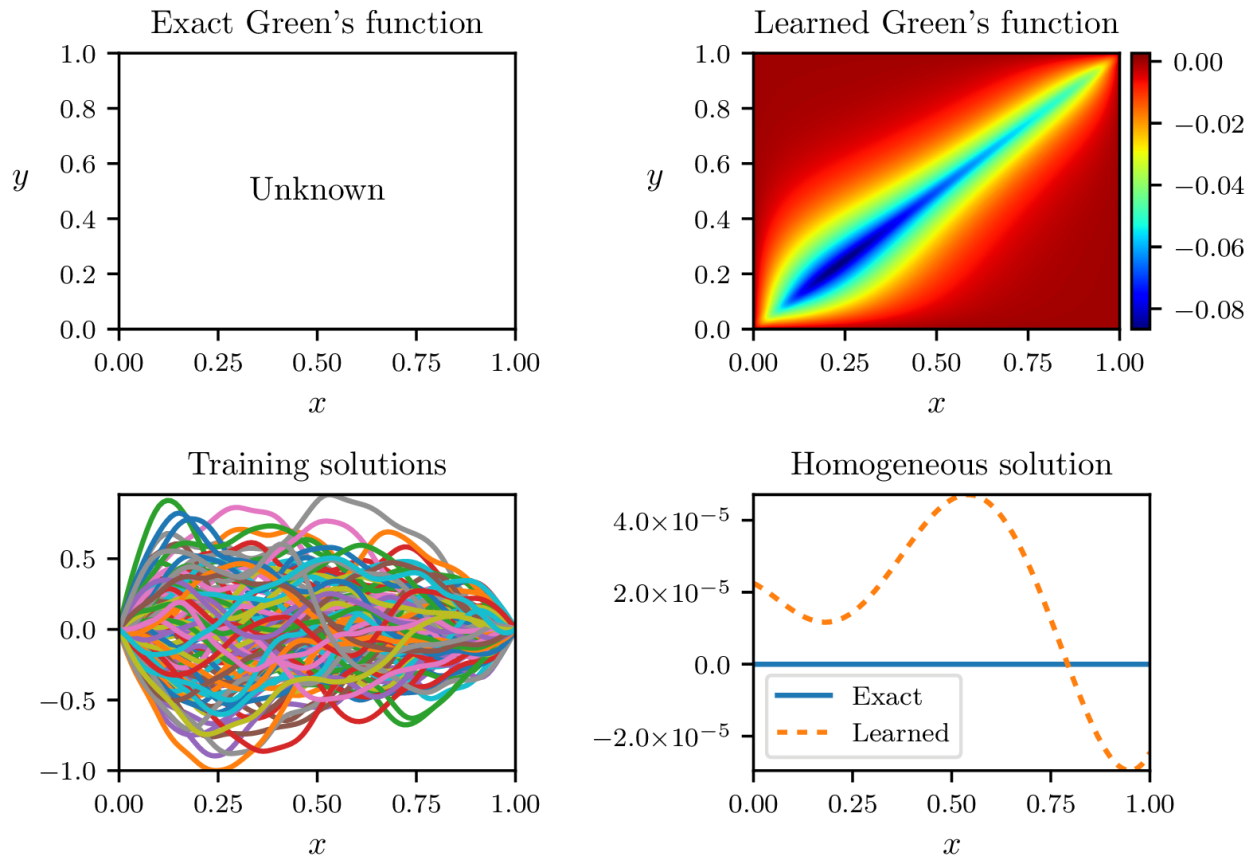 Exact Green's function
1.0
0.8
0.6
0.4
0.2
0.0
y
Unknown
0.00 0.25 0.50 0.75 1.00
x
Learned Green's function
1.0
0.8
0.6
0.4
0.2
0.0
y
0.00 0.25 0.50 0.75 1.00
x
0.00
−0.02
−0.04
−0.06
−0.08
Training solutions
0.5
0.0
−0.5
−1.0
0.00 0.25 0.50 0.75 1.00
x
Homogeneous solution
4.0×10⁻⁵
2.0×10⁻⁵
0.0
−2.0×10⁻⁵
Exact
Learned
0.00 0.25 0.50 0.75 1.00
x